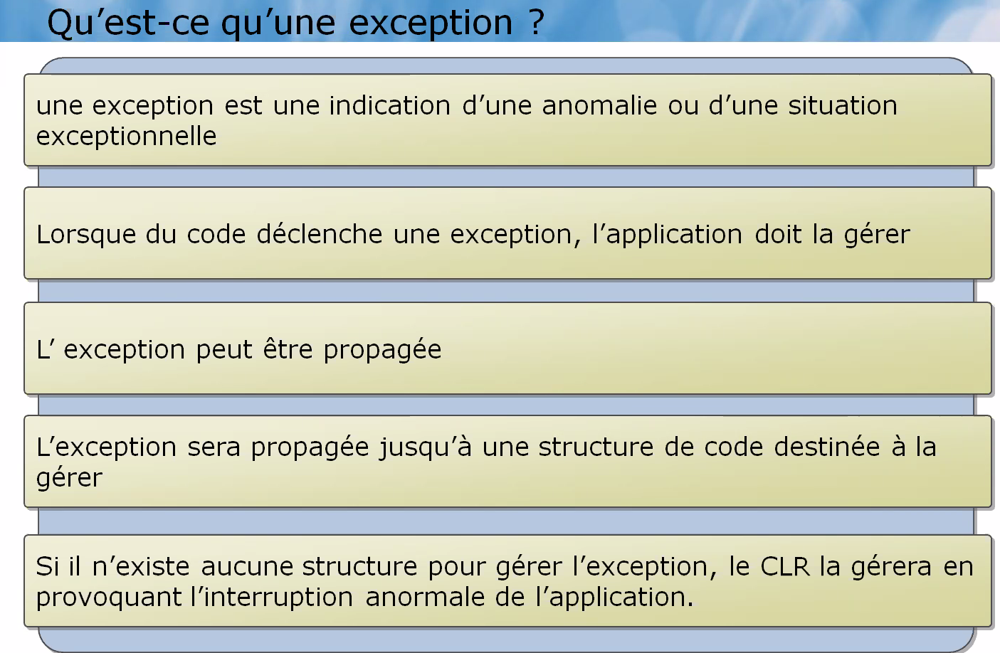 Qu’est-ce qu’une exception ?
une exception est une indication d’une anomalie ou d’une situation
exceptionnelle
Lorsque du code déclenche une exception, l’application doit la gérer
L’ exception peut être propagée
L’exception sera propagée jusqu’à une structure de code destinée à la
gérer
Si il n’existe aucune structure pour gérer l’exception, le CLR la gérera en
provoquant l’interruption anormale de l’application.